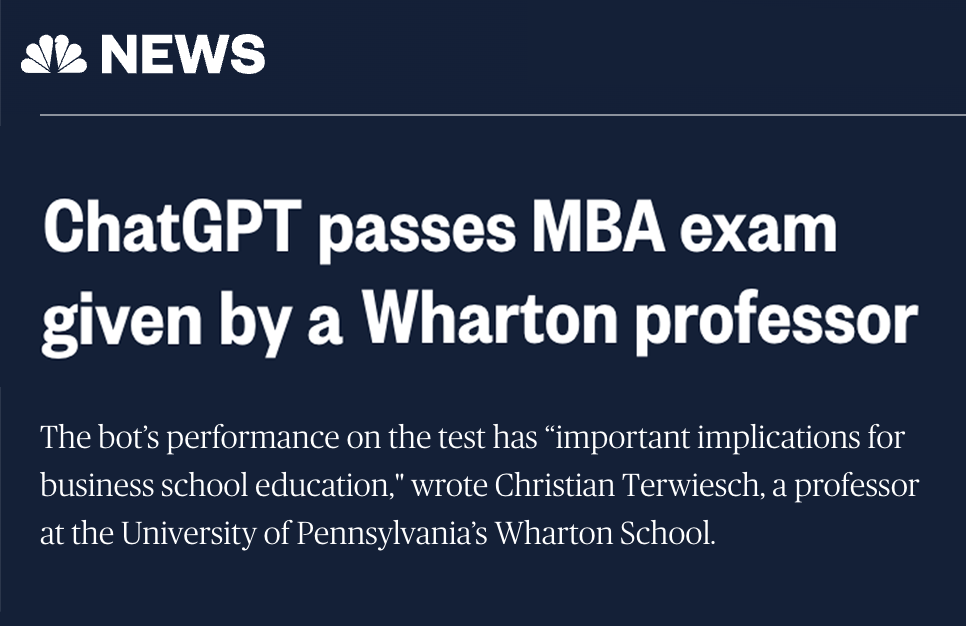 NEWS
ChatGPT passes MBA exam
given by a Wharton professor
The bot’s performance on the test has “important implications for
business school education," wrote Christian Terwiesch, a professor
at the University of Pennsylvania’s Wharton School.